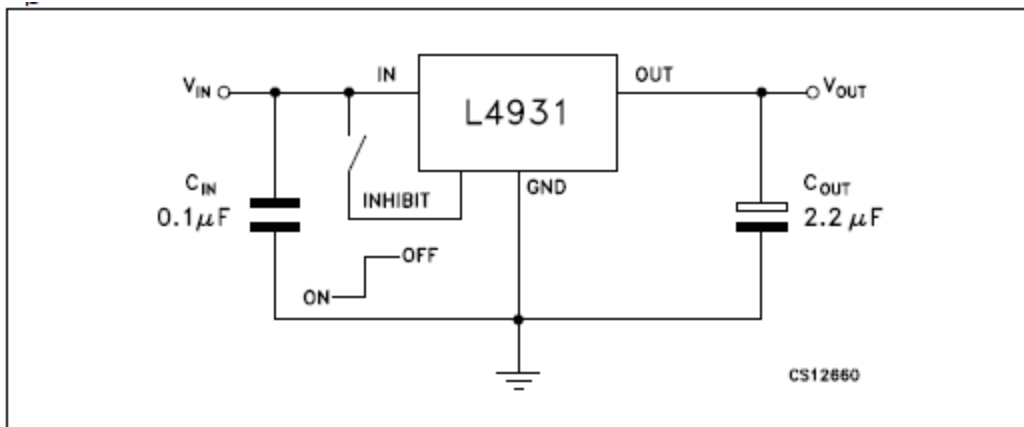 IN
OUT
VIN
VOUT
L4931
GND
CIN
0.1μF
INHIBIT
COUT
2.2 μF
OFF
ON
CS12660